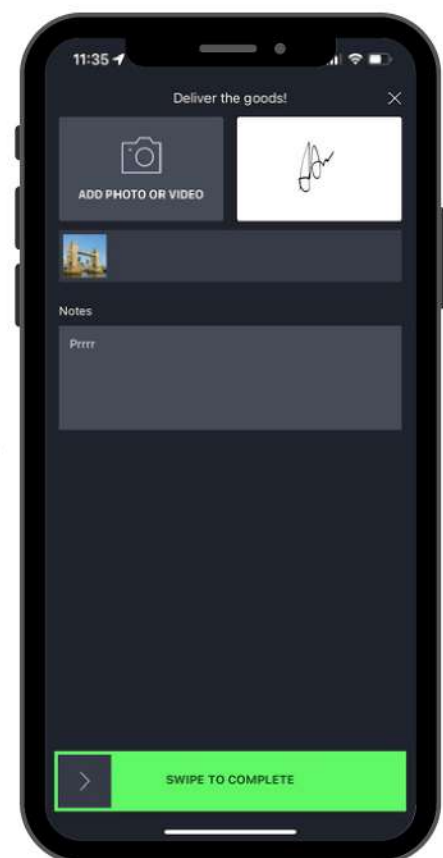 11:35
Deliver the goods!
ADD PHOTO OR VIDEO
Notes
Prrrr
SWIPE TO COMPLETE